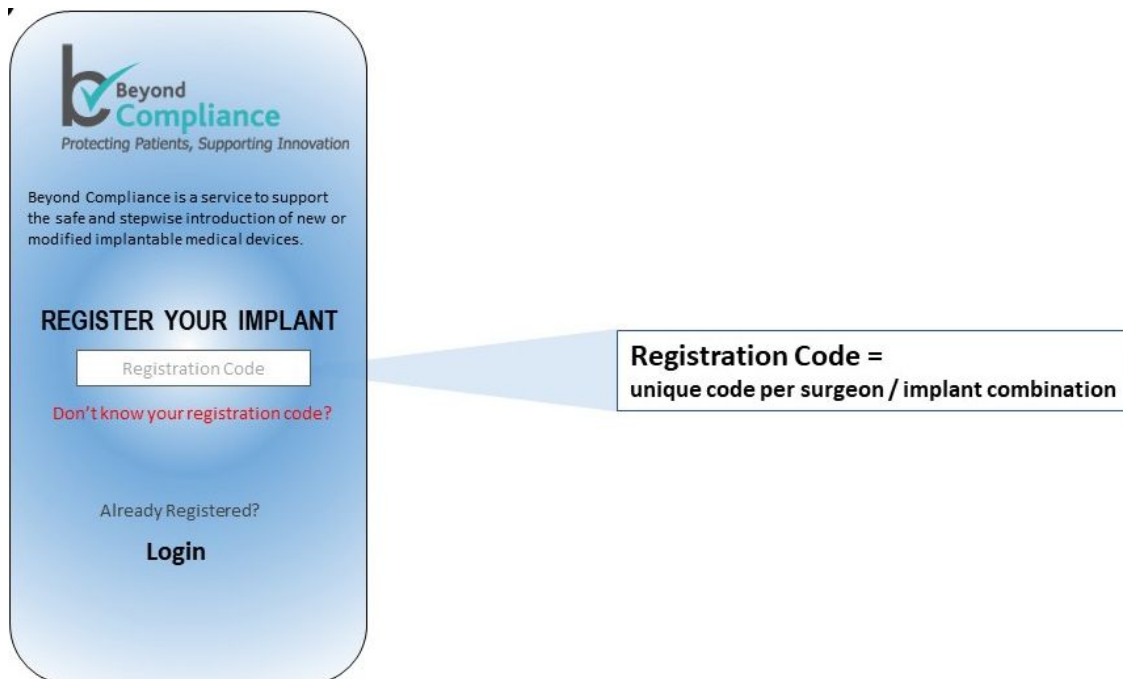 Beyond
Compliance
Protecting Patients, Supporting Innovation
Beyond Compliance is a service to support
the safe and stepwise introduction of new or
modified implantable medical devices.
REGISTER YOUR IMPLANT
Registration Code
Don't know your registration code?
Already Registered?
Login
Registration Code =
unique code per surgeon / implant combination